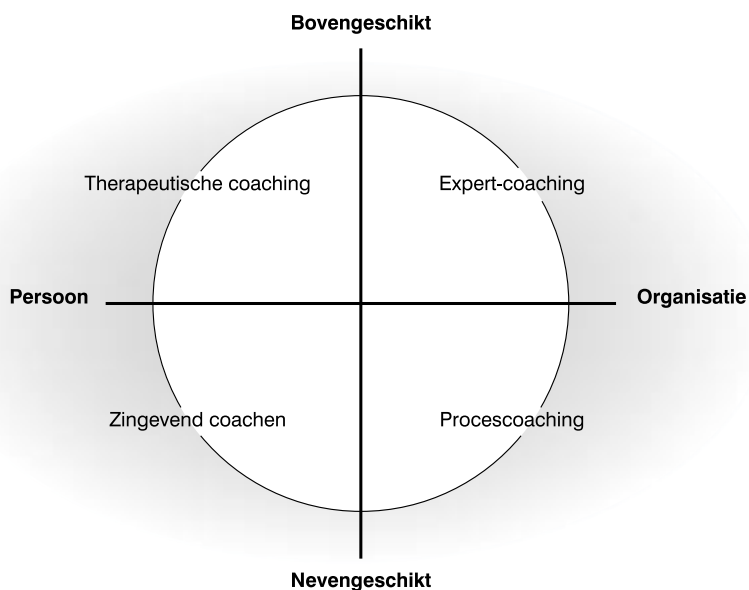 Bovengeschikt
Therapeutische coaching
Expert-coaching
Persoon
Organisatie
Zingevend coachen
Procescoaching
Nevengeschikt